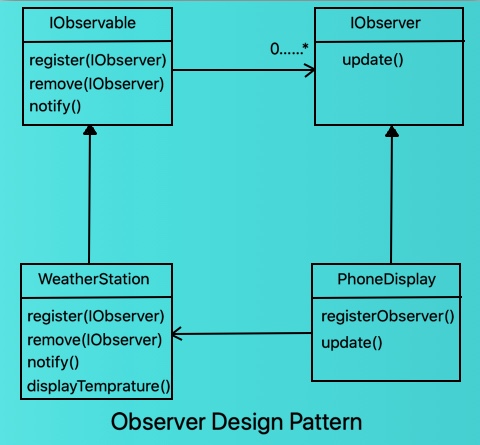 IObservable
register(IObserver)
remove(IObserver)
notify()
0......*
IObserver
update()
WeatherStation
register(IObserver)
remove(IObserver)
notify()
displayTemprature()
PhoneDisplay
registerObserver()
update()
Observer Design Pattern